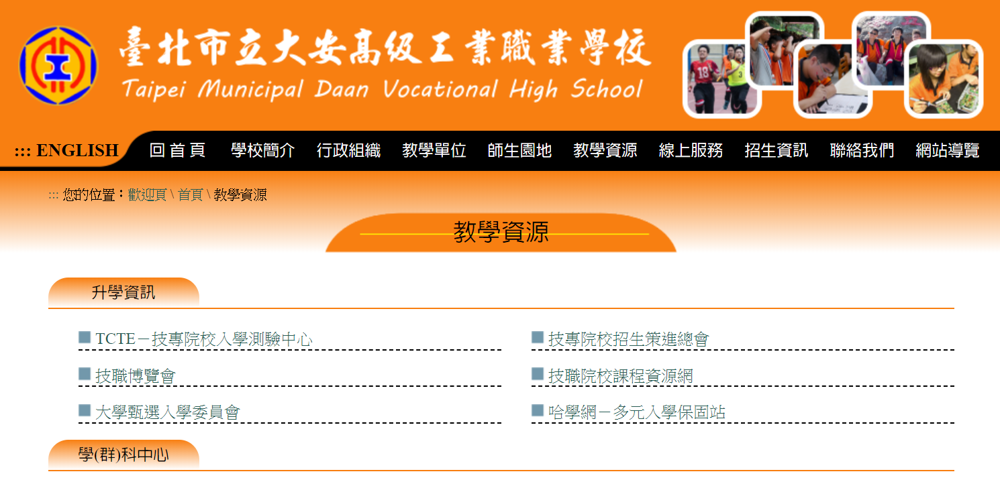 臺北市立大安高級工業職業學校
Taipei Municipal Daan Vocational High School
::: ENGLISH 回首頁 學校簡介 行政組織 教學單位 師生園地 教學資源 線上服務 招生資訊 聯絡我們 網站導覽
::: 您的位置：歡迎頁 \ 首頁 \ 教學資源
教學資源
升學資訊
TCTE－技專院校入學測驗中心
技專院校招生策進總會
技職博覽會
技職院校課程資源網
大學甄選入學委員會
哈學網－多元入學保固站
學(群)科中心